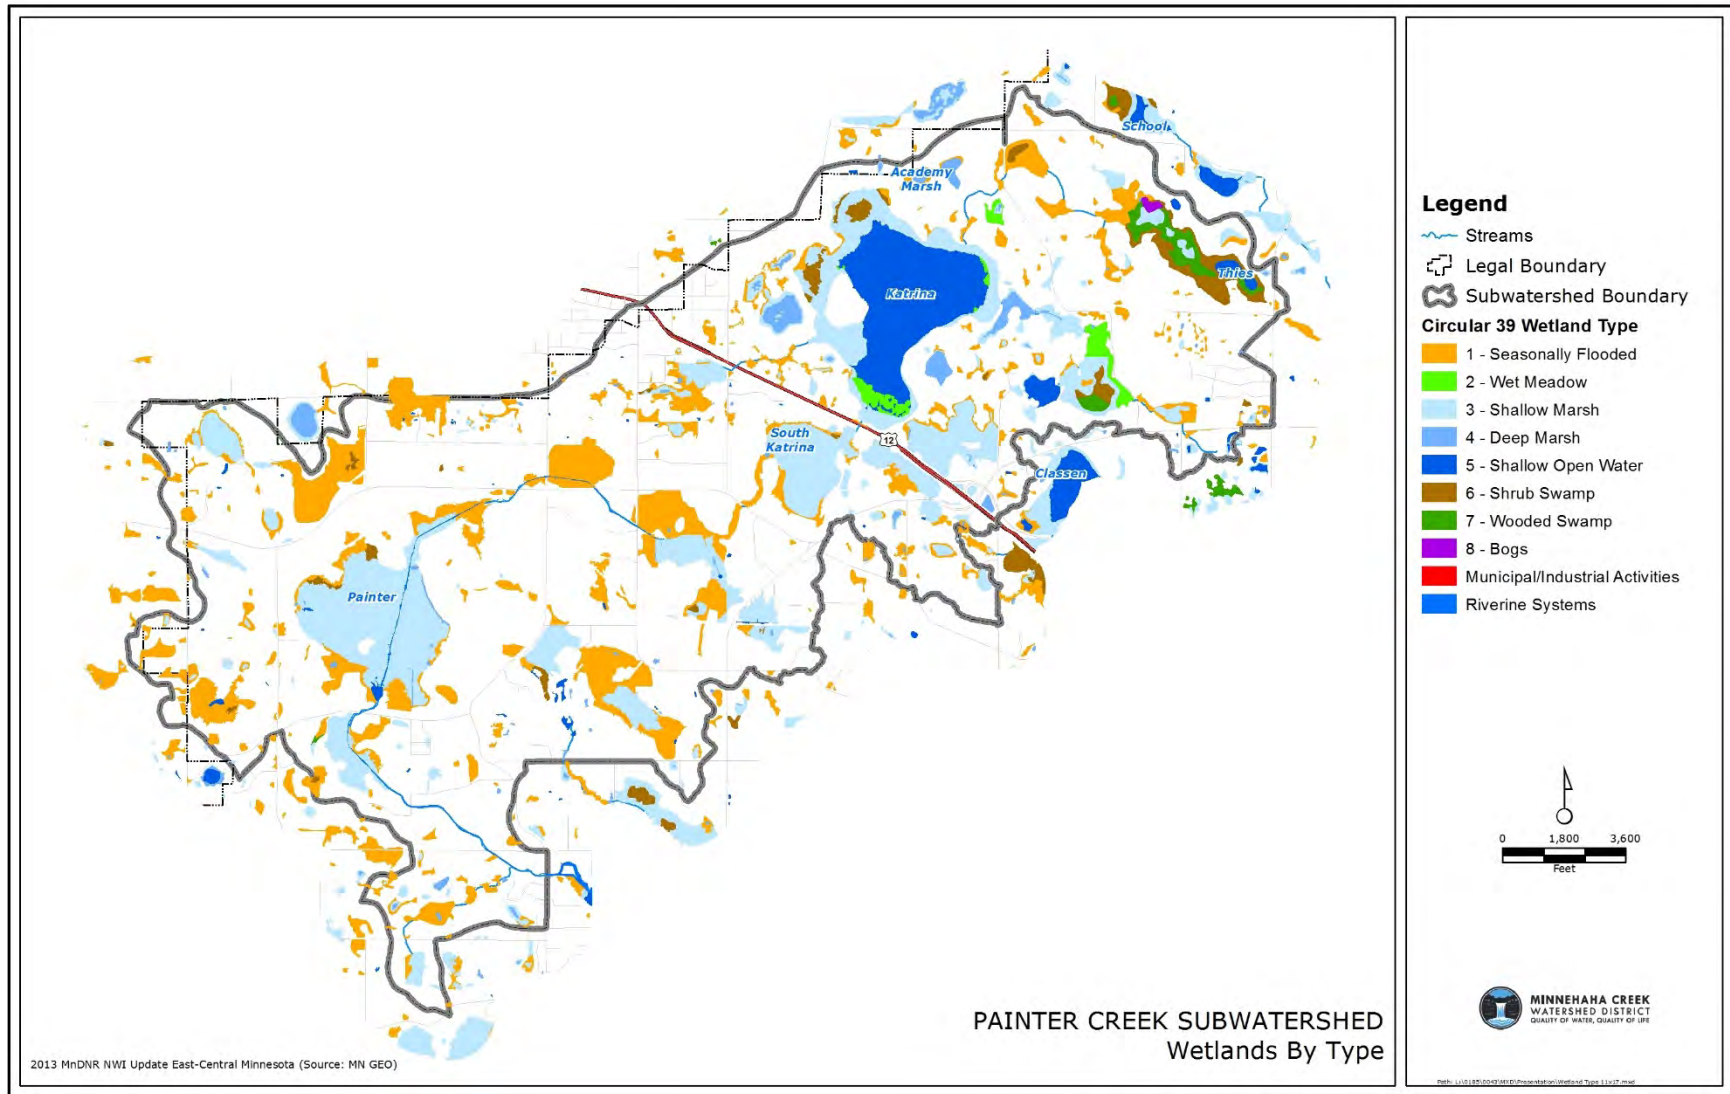 School
Academy
Marsh
Thies
Katrina
South
Katrina
12
Classen
Painter
PAINTER CREEK SUBWATERSHED
Wetlands By Type
2013 MnDNR NWI Update East-Central Minnesota (Source: MN GEO)
Legend
Streams
Legal Boundary
Subwatershed Boundary
Circular 39 Wetland Type
1 - Seasonally Flooded
2 - Wet Meadow
3 - Shallow Marsh
4 - Deep Marsh
5 - Shallow Open Water
6 - Shrub Swamp
7 - Wooded Swamp
8 - Bogs
Municipal/Industrial Activities
Riverine Systems
0 1,800 3,600
Feet
MINNEHAHA CREEK
WATERSHED DISTRICT
QUALITY OF WATER, QUALITY OF LIFE